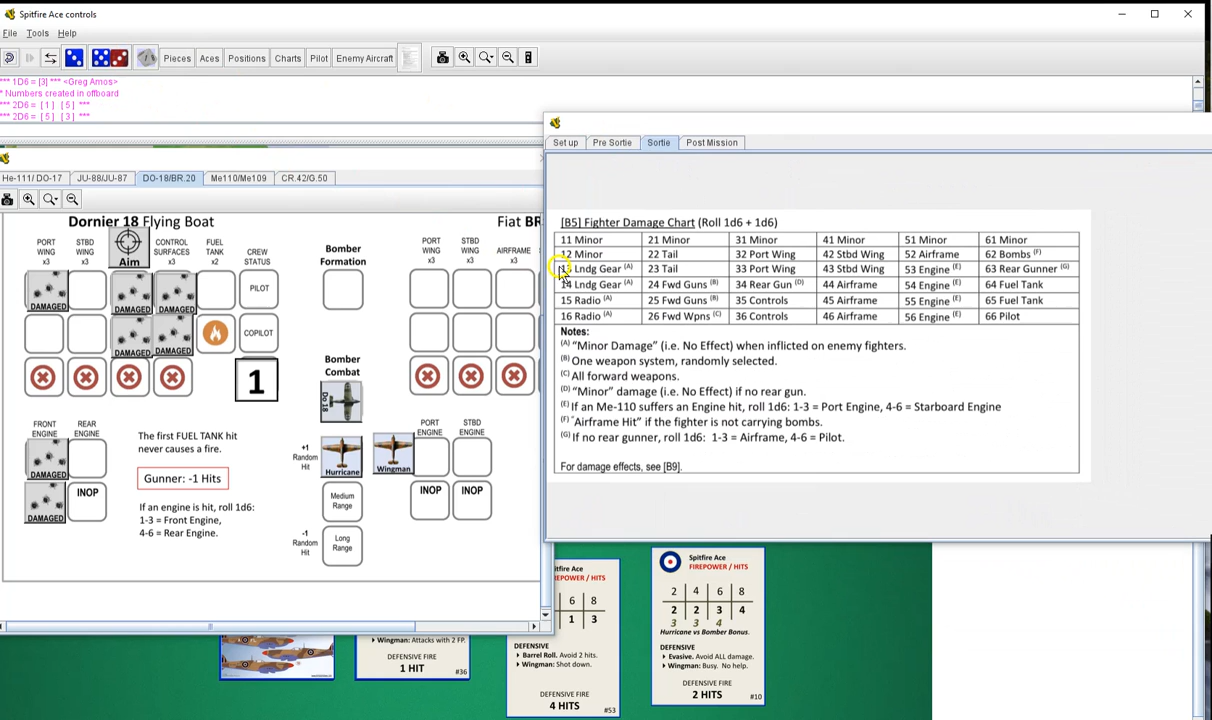 Spitfire Ace controls
File Tools Help
Pieces Aces Positions Charts Pilot Enemy Aircraft
*** 1D6 = [3] *** <Greg Amos>
* Numbers created in offboard
*** 2D6 = [1] [5] ***
*** 2D6 = [5] [3] ***
He-111/ DO-17 JU-88/JU-87 DO-18/BR.20 Me110/Me109 CR.42/G.50
Dornier 18 Flying Boat
Fiat BR
PORT WING x3
STBD WING x3
Aim
CONTROL SURFACES x3
FUEL TANK x2
CREW STATUS
DAMAGED
DAMAGED
DAMAGED
PILOT
DAMAGED
DAMAGED
COPILOT
1
FRONT ENGINE
REAR ENGINE
DAMAGED
DAMAGED
INOP
The first FUEL TANK hit
never causes a fire.
Gunner: -1 Hits
If an engine is hit, roll 1d6:
1-3 = Front Engine,
4-6 = Rear Engine.
Bomber
Formation
Bomber
Combat
Do 18
+1
Random
Hit
Hurricane
Wingman
Medium
Range
-1
Random
Hit
Long
Range
PORT WING x3
STBD WING x3
AIRFRAME x3
PORT ENGINE
STBD ENGINE
INOP
INOP
Set up Pre Sortie Sortie Post Mission
[B5] Fighter Damage Chart (Roll 1d6 + 1d6)
11 Minor 21 Minor 31 Minor 41 Minor 51 Minor 61 Minor
12 Minor 22 Tail 32 Port Wing 42 Stbd Wing 52 Airframe 62 Bombs (F)
Lndg Gear (A) 23 Tail 33 Port Wing 43 Stbd Wing 53 Engine (E) 63 Rear Gunner (G)
14 Lndg Gear (A) 24 Fwd Guns (B) 34 Rear Gun (D) 44 Airframe 54 Engine (E) 64 Fuel Tank
15 Radio (A) 25 Fwd Guns (B) 35 Controls 45 Airframe 55 Engine (E) 65 Fuel Tank
16 Radio (A) 26 Fwd Wpns (C) 36 Controls 46 Airframe 56 Engine (E) 66 Pilot
Notes:
(A) "Minor Damage" (i.e. No Effect) when inflicted on enemy fighters.
(B) One weapon system, randomly selected.
(C) All forward weapons.
(D) "Minor" damage (i.e. No Effect) if no rear gun.
(E) If an Me-110 suffers an Engine hit, roll 1d6: 1-3 = Port Engine, 4-6 = Starboard Engine
(F) "Airframe Hit" if the fighter is not carrying bombs.
(G) If no rear gunner, roll 1d6: 1-3 = Airframe, 4-6 = Pilot.
For damage effects, see [B9].
Wingman: Attacks with 2 FP.
DEFENSIVE FIRE
1 HIT
#36
itfire Ace
EPOWER / HITS
6 8
1 3
DEFENSIVE
Barrel Roll. Avoid 2 hits.
Wingman: Shot down.
DEFENSIVE FIRE
4 HITS
#53
Spitfire Ace
FIREPOWER / HITS
2 4 6 8
2 2 3 4
3 3 4
Hurricane vs Bomber Bonus.
DEFENSIVE
Evasive. Avoid ALL damage.
Wingman: Busy. No help.
DEFENSIVE FIRE
2 HITS
#10